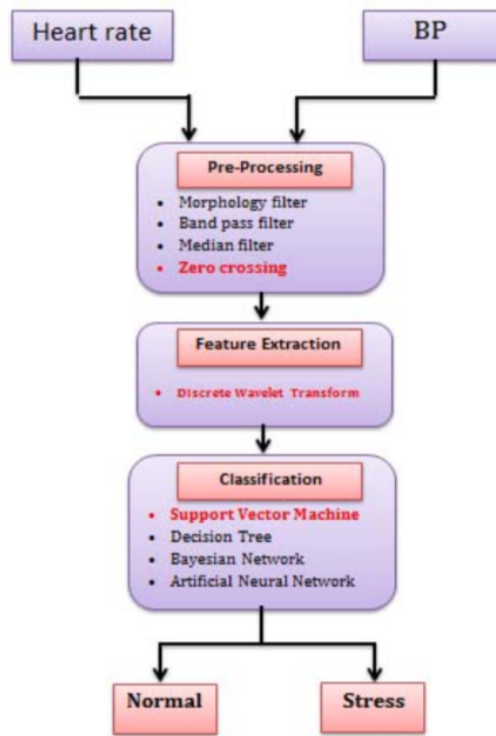 Heart rate
BP
Pre-Processing
• Morphology filter
• Band pass filter
• Median filter
• Zero crossing
Feature Extraction
• Discrete Wavelet Transform
Classification
• Support Vector Machine
• Decision Tree
• Bayesian Network
• Artificial Neural Network
Normal
Stress